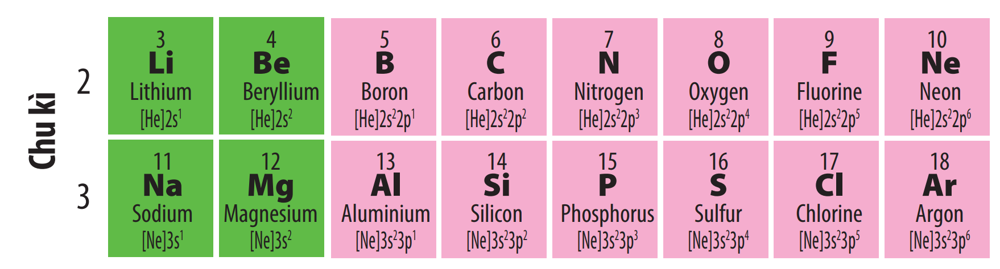 Chu kì
2
3
Li
Lithium
[He]2s¹
4
Be
Beryllium
[He]2s²
5
B
Boron
[He]2s²2p¹
6
C
Carbon
[He]2s²2p²
7
N
Nitrogen
[He]2s²2p³
8
O
Oxygen
[He]2s²2p⁴
9
F
Fluorine
[He]2s²2p⁵
10
Ne
Neon
[He]2s²2p⁶
3
11
Na
Sodium
[Ne]3s¹
12
Mg
Magnesium
[Ne]3s²
13
Al
Aluminium
[Ne]3s²3p¹
14
Si
Silicon
[Ne]3s²3p²
15
P
Phosphorus
[Ne]3s²3p³
16
S
Sulfur
[Ne]3s²3p⁴
17
Cl
Chlorine
[Ne]3s²3p⁵
18
Ar
Argon
[Ne]3s²3p⁶